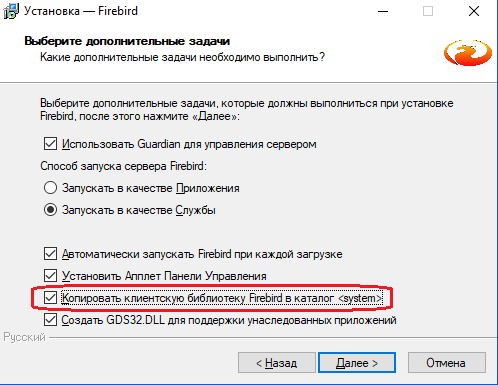 Установка — Firebird
Выберите дополнительные задачи
Какие дополнительные задачи необходимо выполнить?
Выберите дополнительные задачи, которые должны выполниться при установке
Firebird, после этого нажмите «Далее»:
Использовать Guardian для управления сервером
Способ запуска сервера Firebird:
Запускать в качестве Приложения
Запускать в качестве Службы
Автоматически запускать Firebird при каждой загрузке
Установить Апплет Панели Управления
Копировать клиентскую библиотеку Firebird в каталог <system>
Создать GDS32.DLL для поддержки унаследованных приложений
Русский
< Назад
Далее >
Отмена